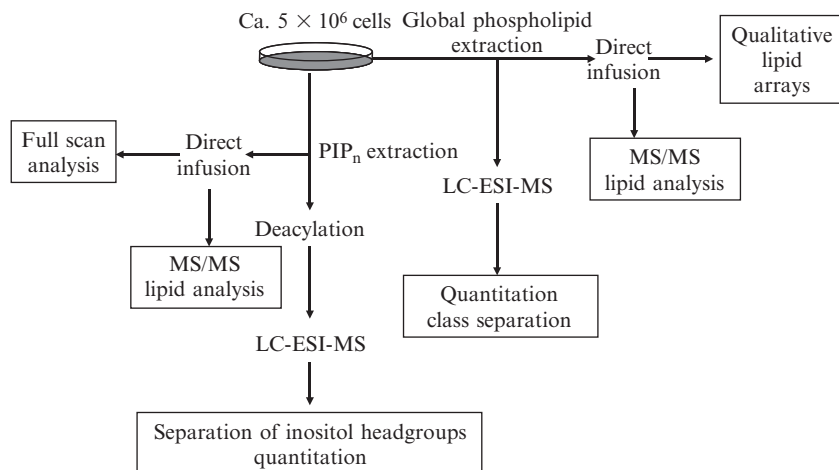 Ca. 5 × 10⁶ cells
Global phospholipid
extraction
Direct
infusion
Qualitative
lipid
arrays
Full scan
analysis
Direct
infusion
PIPₙ extraction
LC-ESI-MS
MS/MS
lipid analysis
Deacylation
MS/MS
lipid analysis
Quantitation
class separation
LC-ESI-MS
Separation of inositol headgroups
quantitation